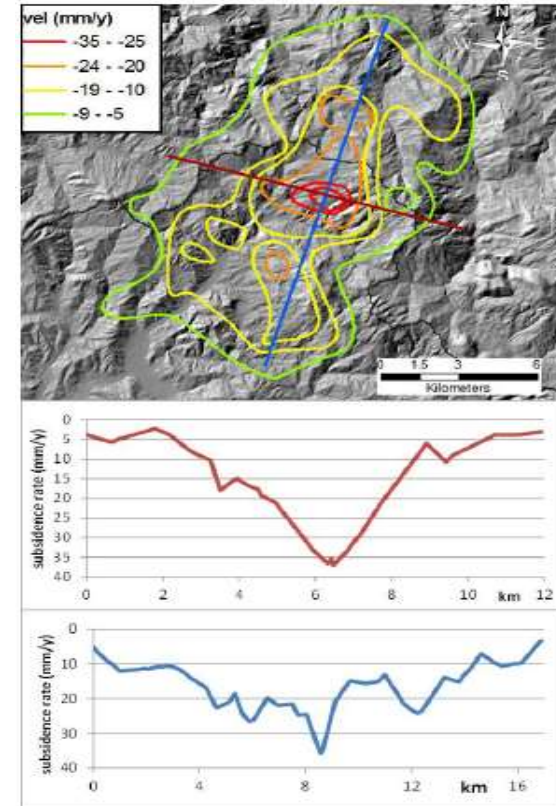 vel (mm/y)
-35 - -25
-24 - -20
-19 - -10
-9 - -5
N
W E
S
0 1.5 3 6
Kilometers
subsidence rate (mm/y)
0
5
10
15
20
25
30
35
40
0 2 4 6 8 10 km 12
subsidence rate (mm/y)
0
10
20
30
40
0 4 8 12 km 16